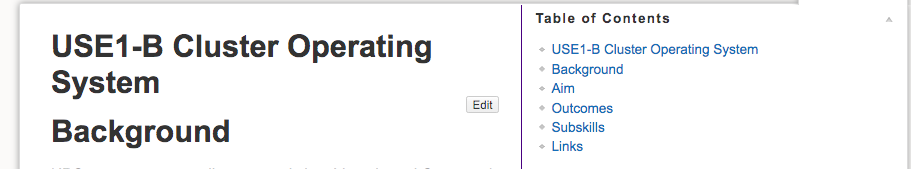 USE1-B Cluster Operating
System
Edit
Background
Table of Contents
USE1-B Cluster Operating System
Background
Aim
Outcomes
Subskills
Links